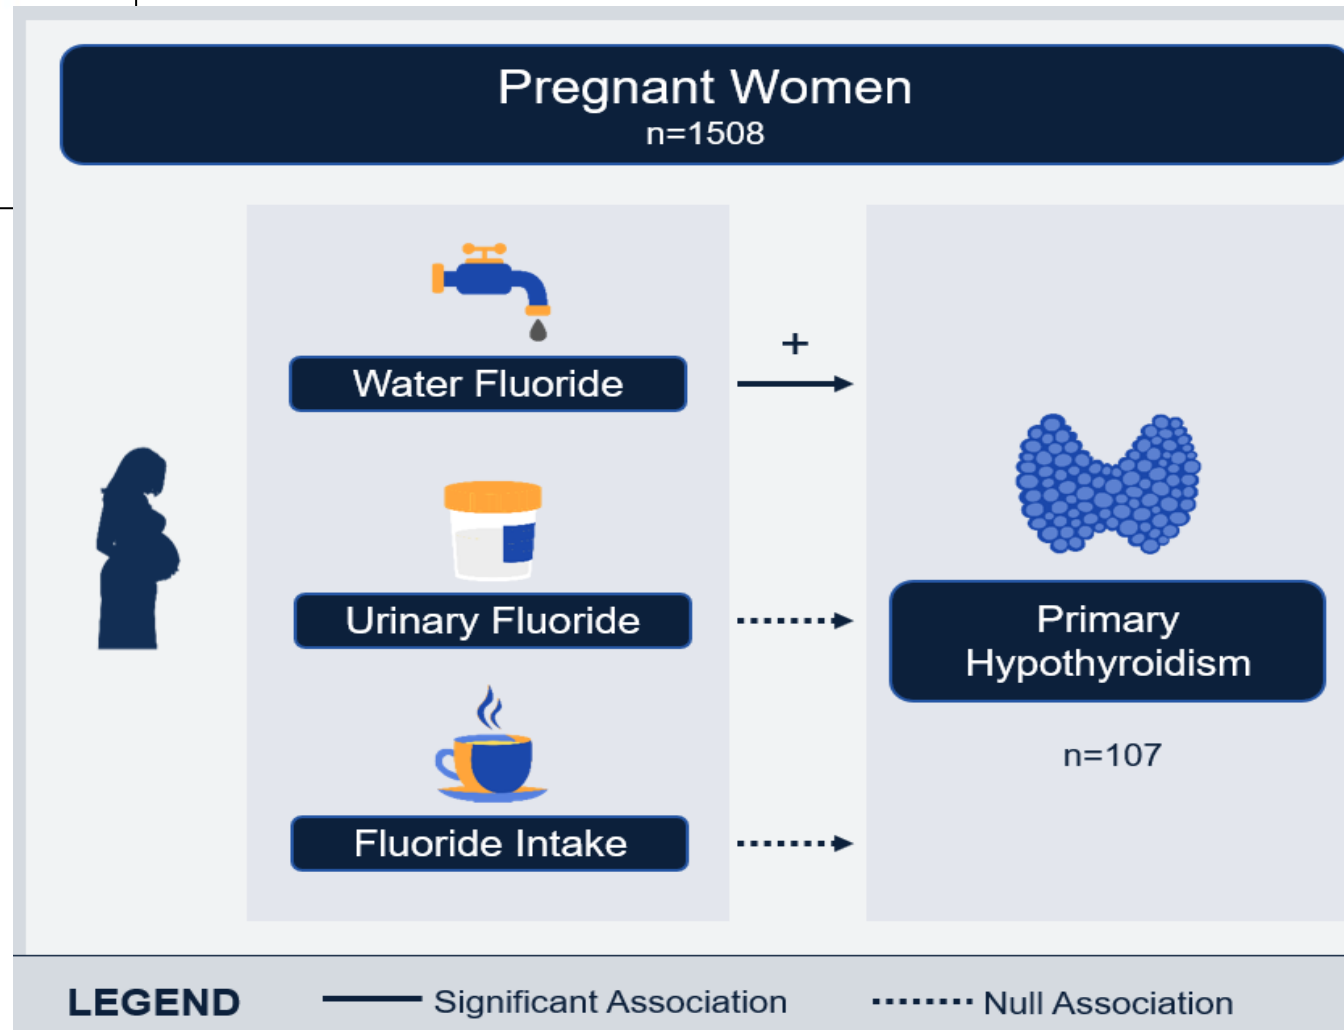 Pregnant Women
n=1508
Water Fluoride
+
Urinary Fluoride
Fluoride Intake
Primary
Hypothyroidism
n=107
LEGEND
Significant Association
Null Association